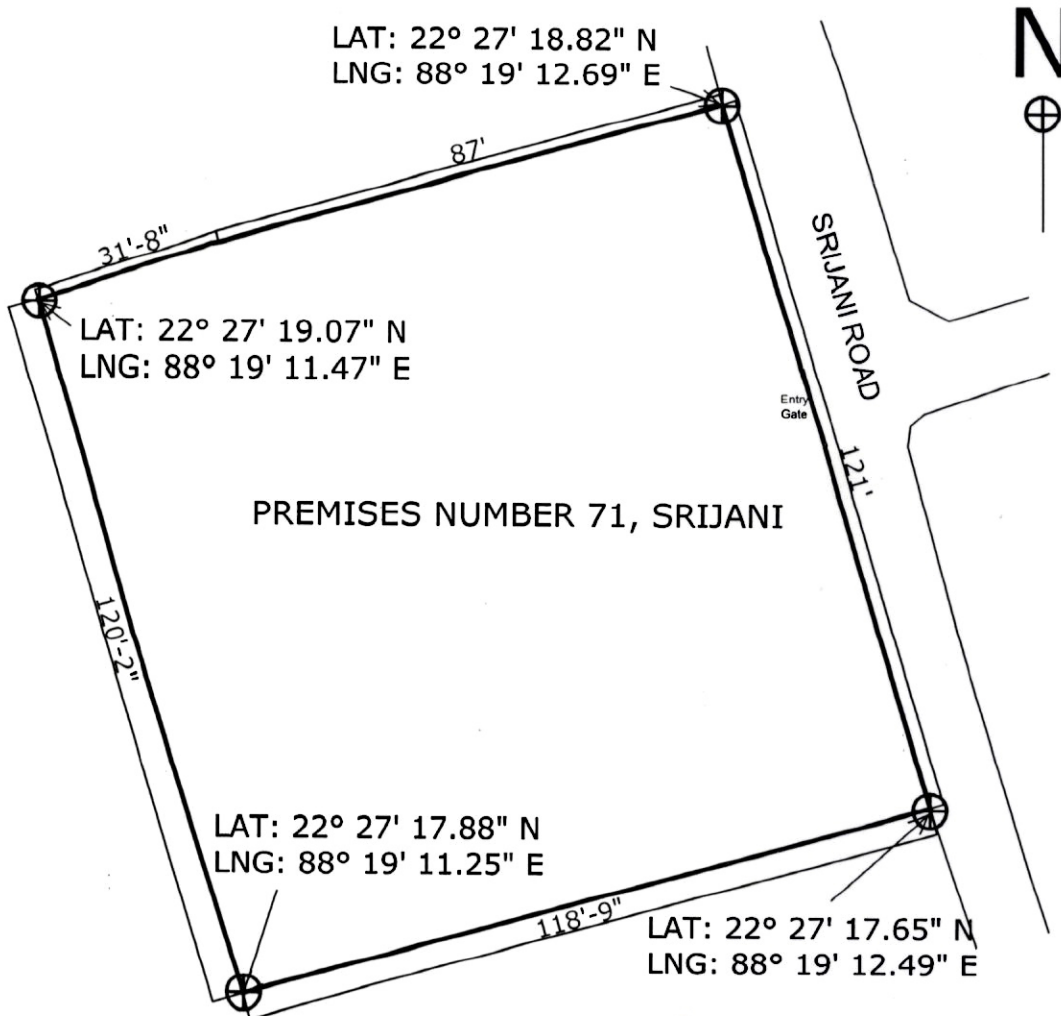 LAT: 22° 27' 18.82" N
LNG: 88° 19' 12.69" E
N
87'
31'-8"
LAT: 22° 27' 19.07" N
LNG: 88° 19' 11.47" E
SRIJANI ROAD
Entry
Gate
121'
PREMISES NUMBER 71, SRIJANI
120'-2"
LAT: 22° 27' 17.88" N
LNG: 88° 19' 11.25" E
118'-9"
LAT: 22° 27' 17.65" N
LNG: 88° 19' 12.49" E